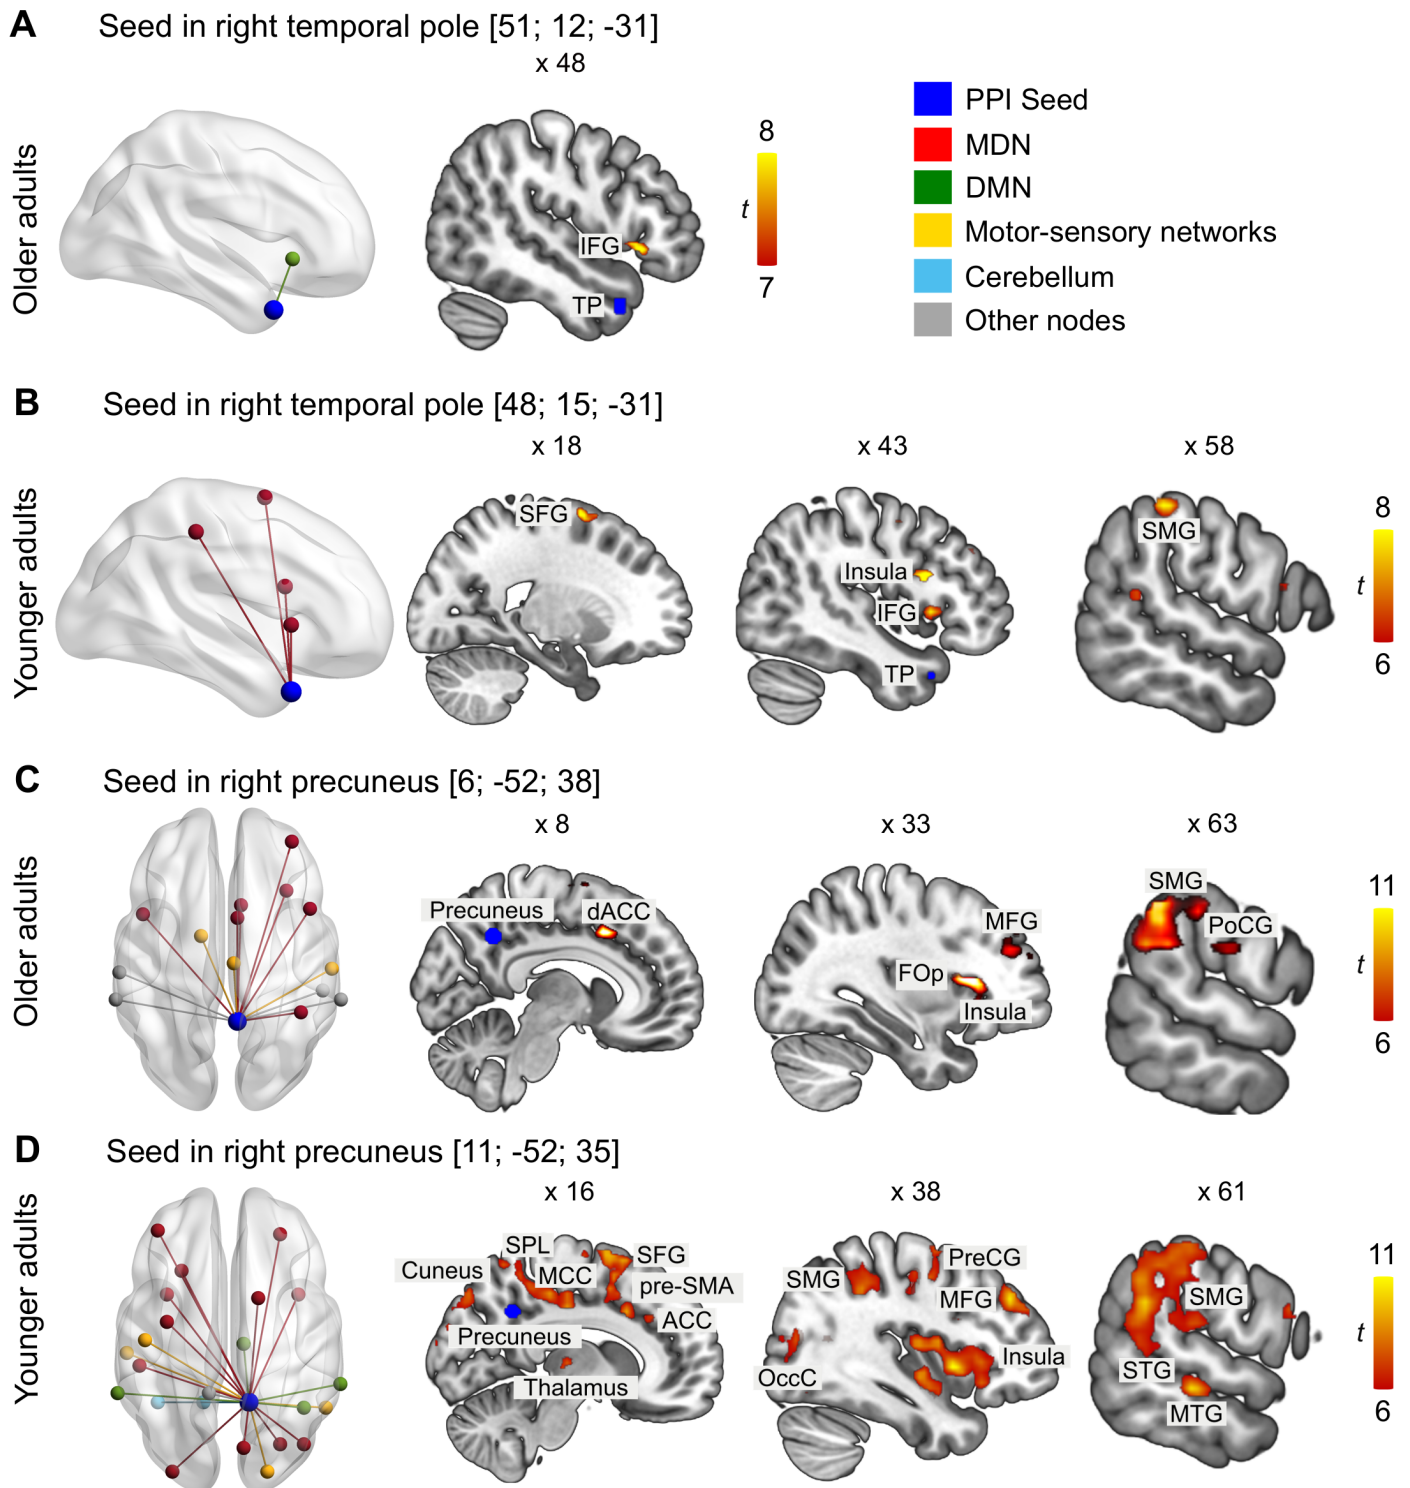 A
Seed in right temporal pole [51; 12; -31]
x 48
Older adults
IFG
TP
8
t
7
PPI Seed
MDN
DMN
Motor-sensory networks
Cerebellum
Other nodes
B
Seed in right temporal pole [48; 15; -31]
x 18
x 43
x 58
Younger adults
SFG
Insula
IFG
TP
SMG
8
t
6
C
Seed in right precuneus [6; -52; 38]
x 8
x 33
x 63
Older adults
Precuneus
dACC
MFG
FOp
Insula
SMG
PoCG
11
t
6
D
Seed in right precuneus [11; -52; 35]
x 16
x 38
x 61
Younger adults
Cuneus
SPL
MCC
SFG
pre-SMA
ACC
Precuneus
Thalamus
SMG
PreCG
MFG
Insula
OccC
SMG
STG
MTG
11
t
6